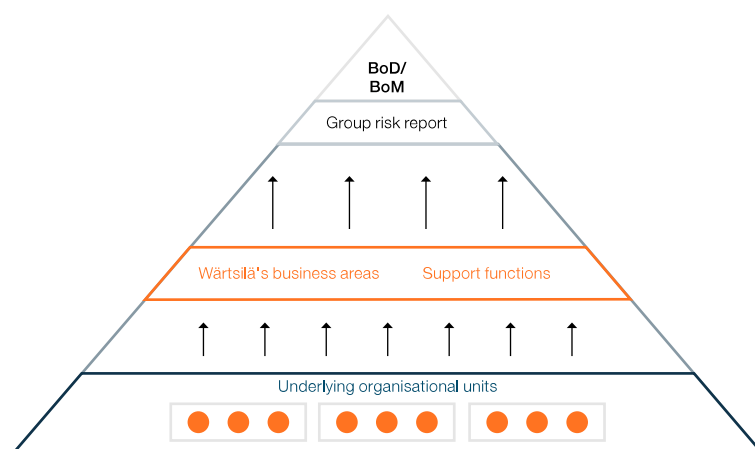 BoD/
BoM
Group risk report
Wärtsilä's business areas
Support functions
Underlying organisational units